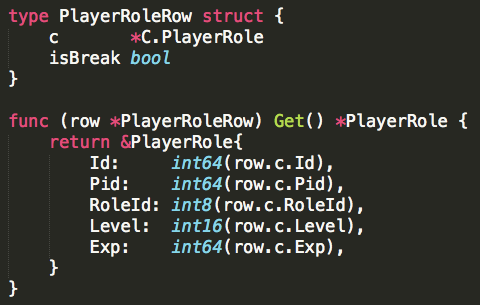 type PlayerRoleRow struct {
    c       *C.PlayerRole
    isBreak bool
}

func (row *PlayerRoleRow) Get() *PlayerRole {
    return &PlayerRole{
        Id:     int64(row.c.Id),
        Pid:    int64(row.c.Pid),
        RoleId: int8(row.c.RoleId),
        Level:  int16(row.c.Level),
        Exp:    int64(row.c.Exp),
    }
}